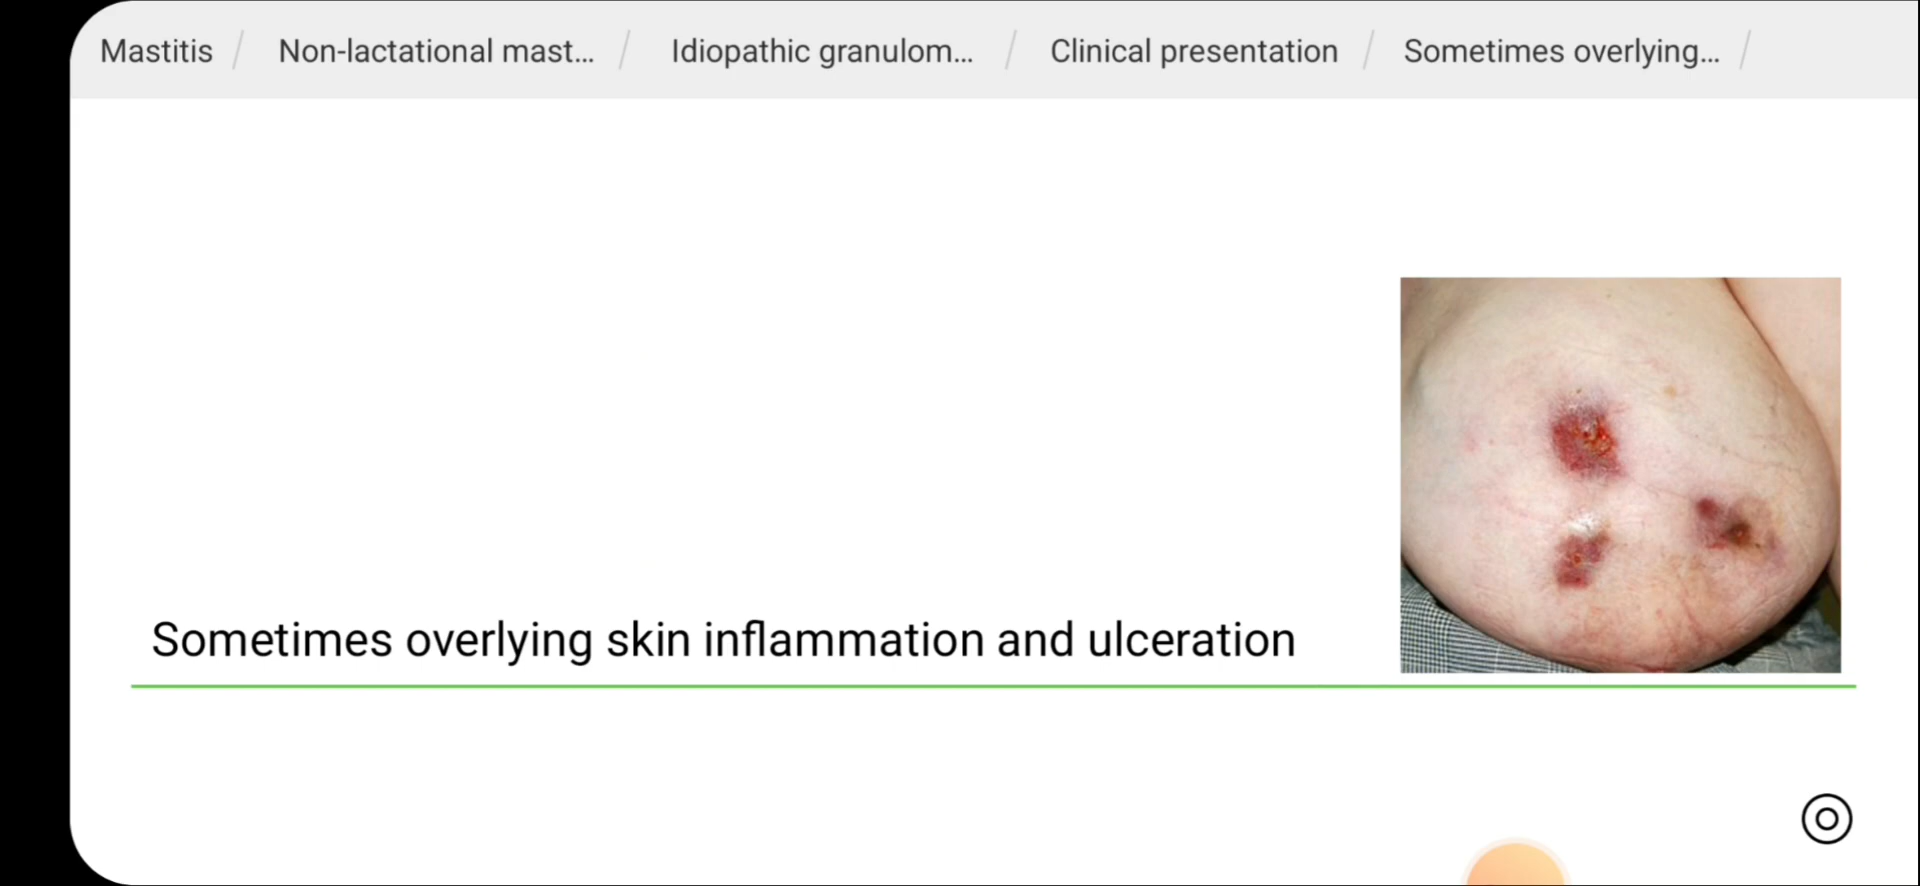 Mastitis / Non-lactational mast... / Idiopathic granulom... / Clinical presentation / Sometimes overlying... /
Sometimes overlying skin inflammation and ulceration